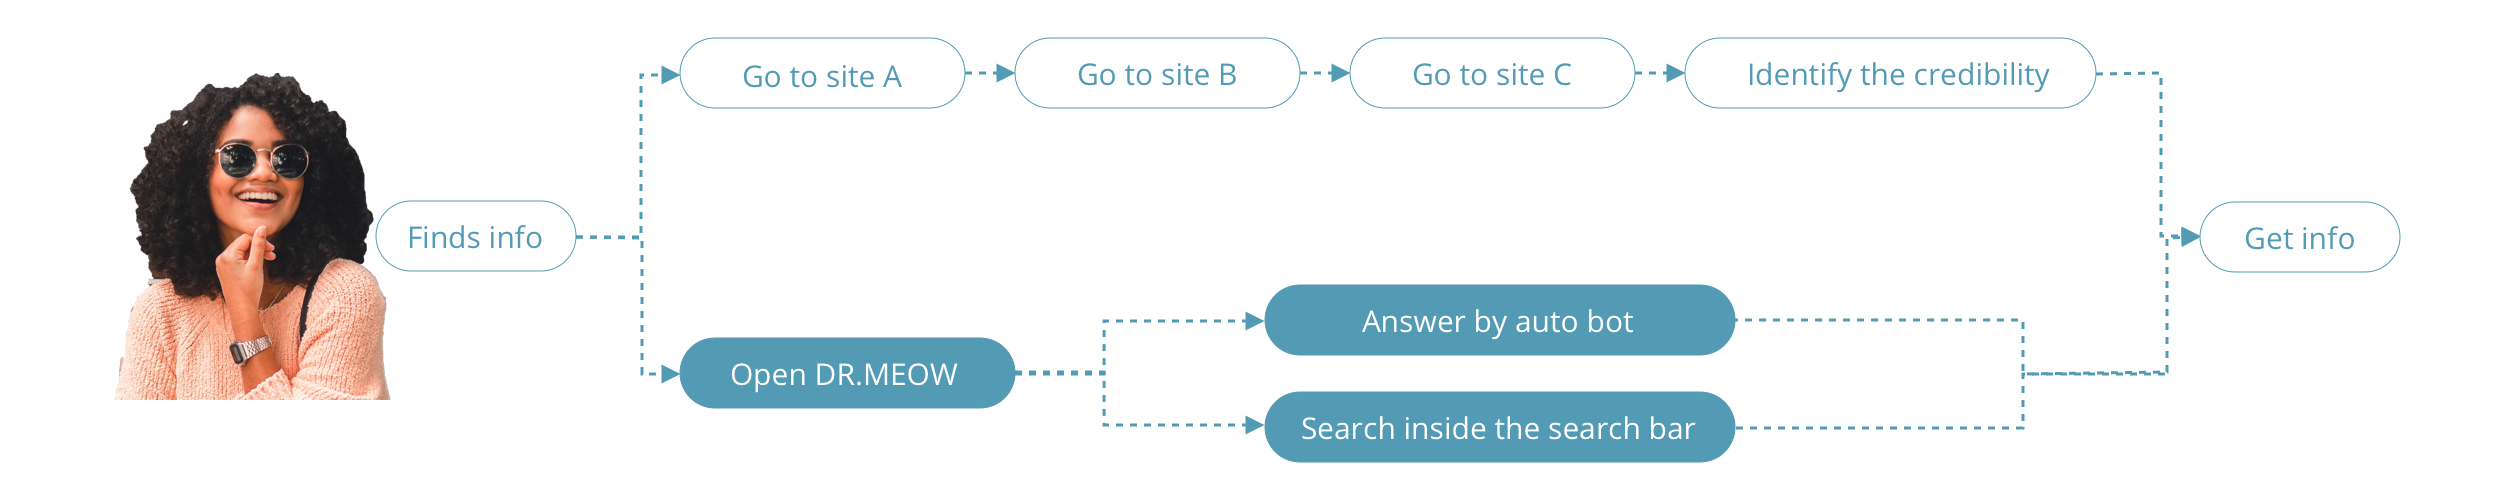 Finds info
Go to site A
Go to site B
Go to site C
Identify the credibility
Open DR.MEOW
Answer by auto bot
Search inside the search bar
Get info